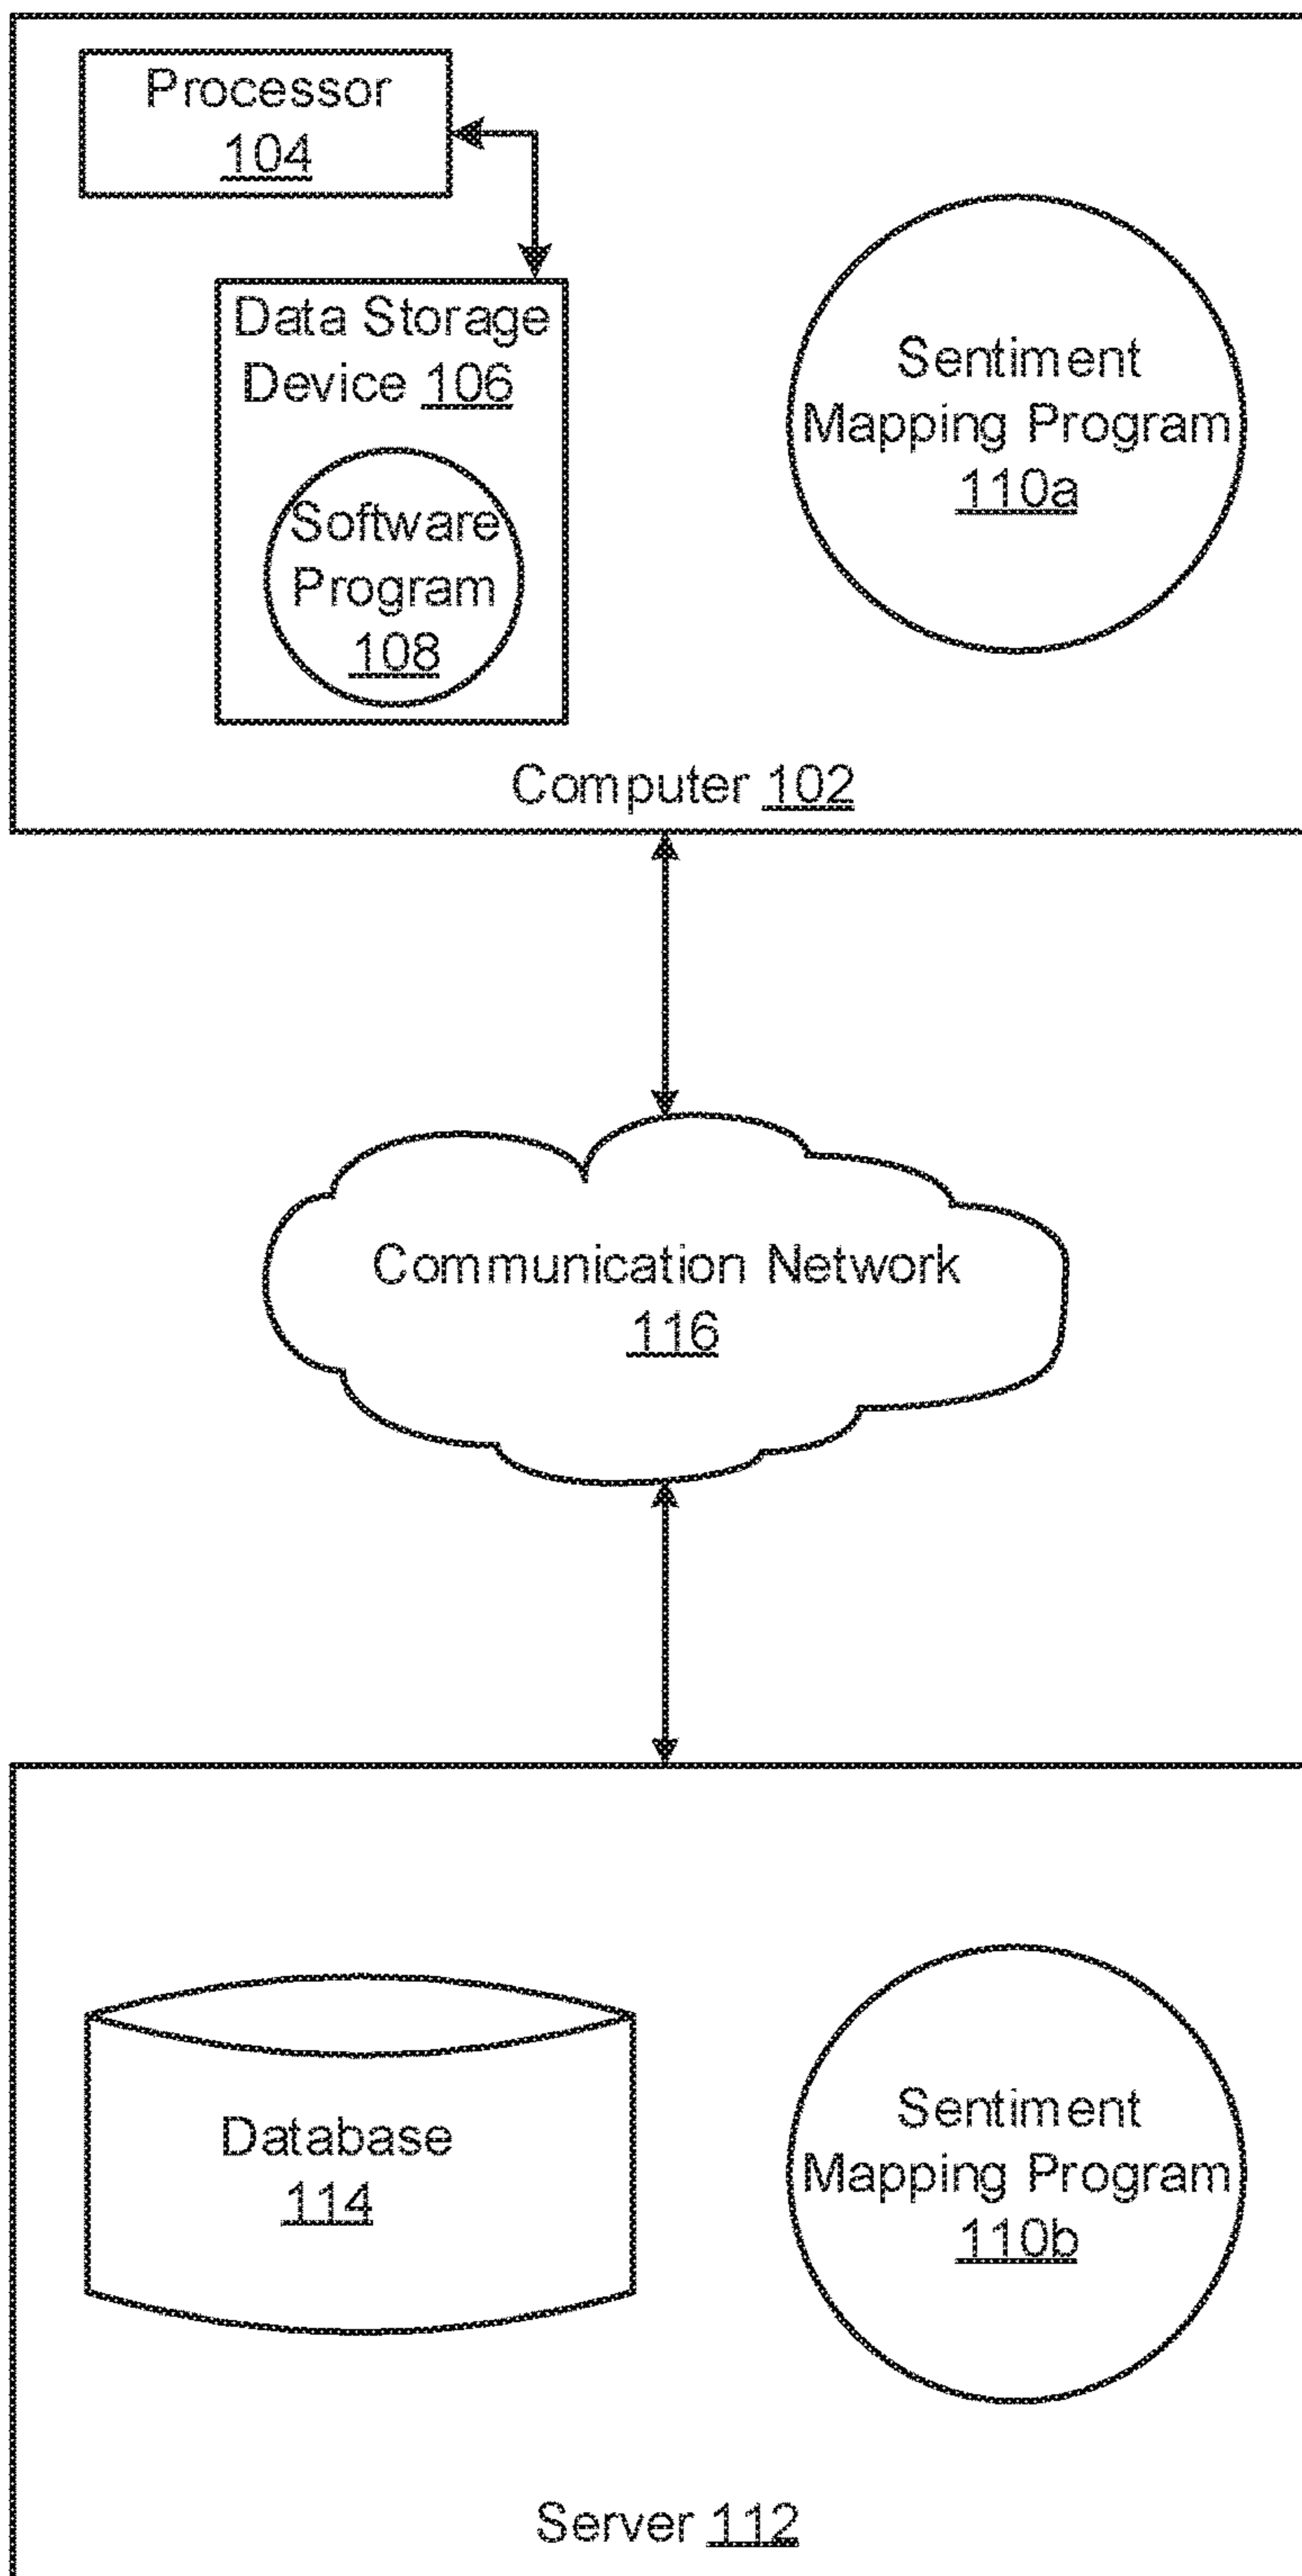 Processor
104
Data Storage
Device 106
Software
Program
108
Sentiment
Mapping Program
110a
Computer 102
Communication Network
116
Database
114
Sentiment
Mapping Program
110b
Server 112